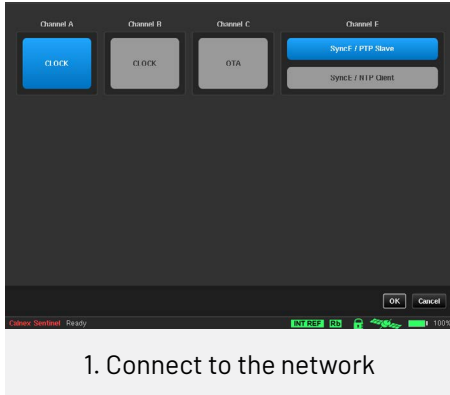 Channel A Channel B Channel C Channel F
CLOCK CLOCK OTA SyncE / PTP Slave
SyncE / NTP Client
OK Cancel
Calnex Sentinel Ready INT REF Rb 100%
1. Connect to the network